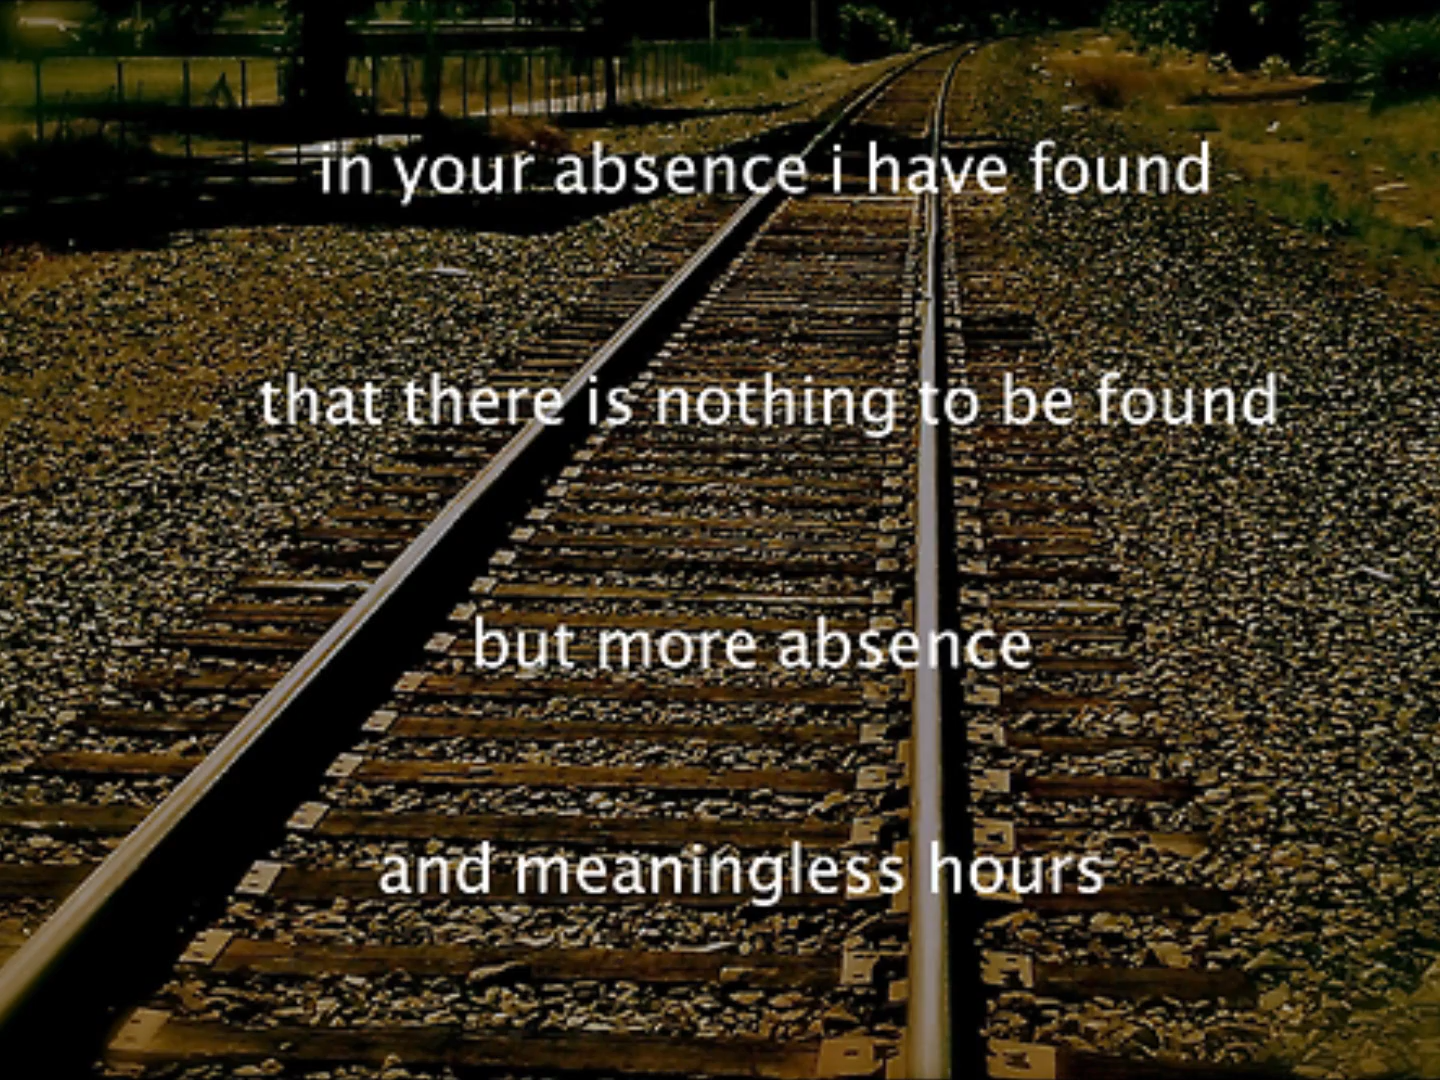 in your absence i have found
that there is nothing to be found
but more absence
and meaningless hours